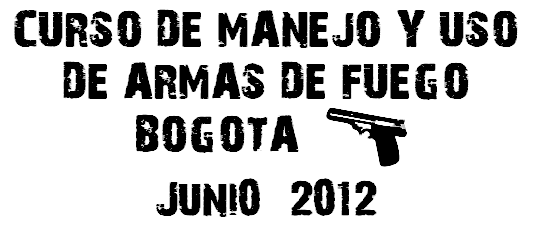 CURSO DE MANEJO Y USO
DE ARMAS DE FUEGO
BOGOTA
JUNIO 2012